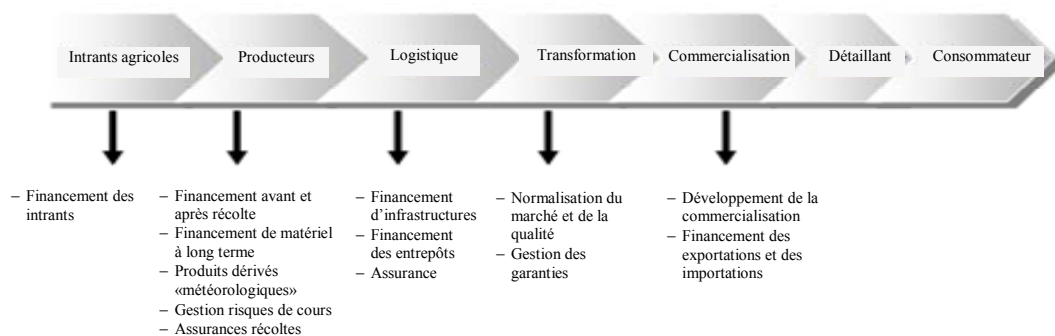 Intrants agricoles
Producteurs
Logistique
Transformation
Commercialisation
Détaillant
Consommateur
– Financement des
intrants
– Financement avant et
après récolte
– Financement de matériel
à long terme
– Produits dérivés
«météorologiques»
– Gestion risques de cours
– Assurances récoltes
– Financement
d’infrastructures
– Financement
des entrepôts
– Assurance
– Normalisation du
marché et de la
qualité
– Gestion des
garanties
– Développement de la
commercialisation
– Financement des
exportations et des
importations